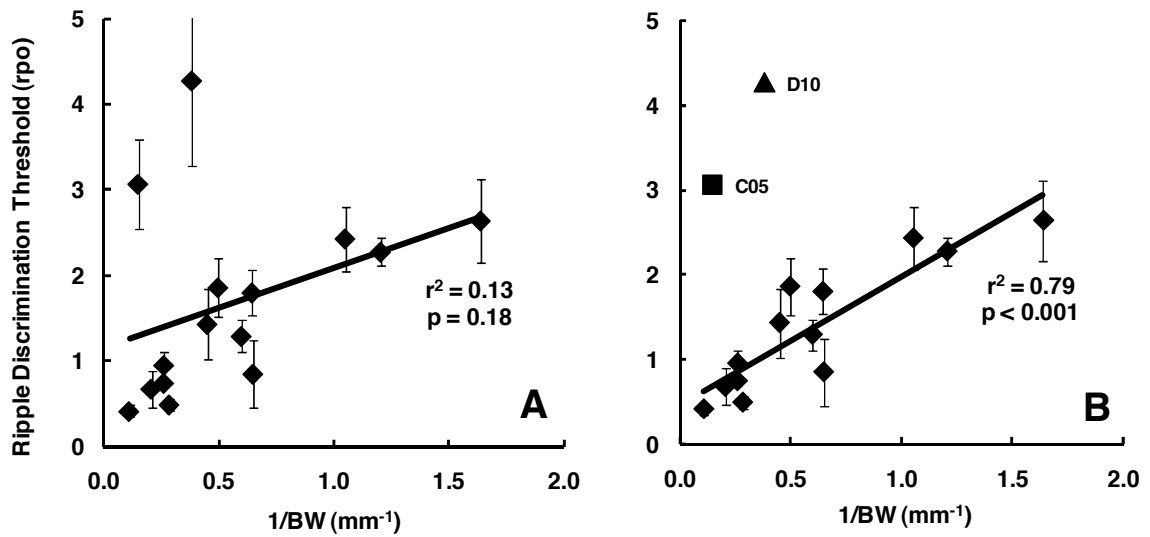 Ripple Discrimination Threshold (rpo)
5
4
3
2
1
0
r² = 0.13
p = 0.18
A
0.0 0.5 1.0 1.5 2.0
1/BW (mm⁻¹)
5
4
3
2
1
0
D10
C05
r² = 0.79
p < 0.001
B
0.0 0.5 1.0 1.5 2.0
1/BW (mm⁻¹)